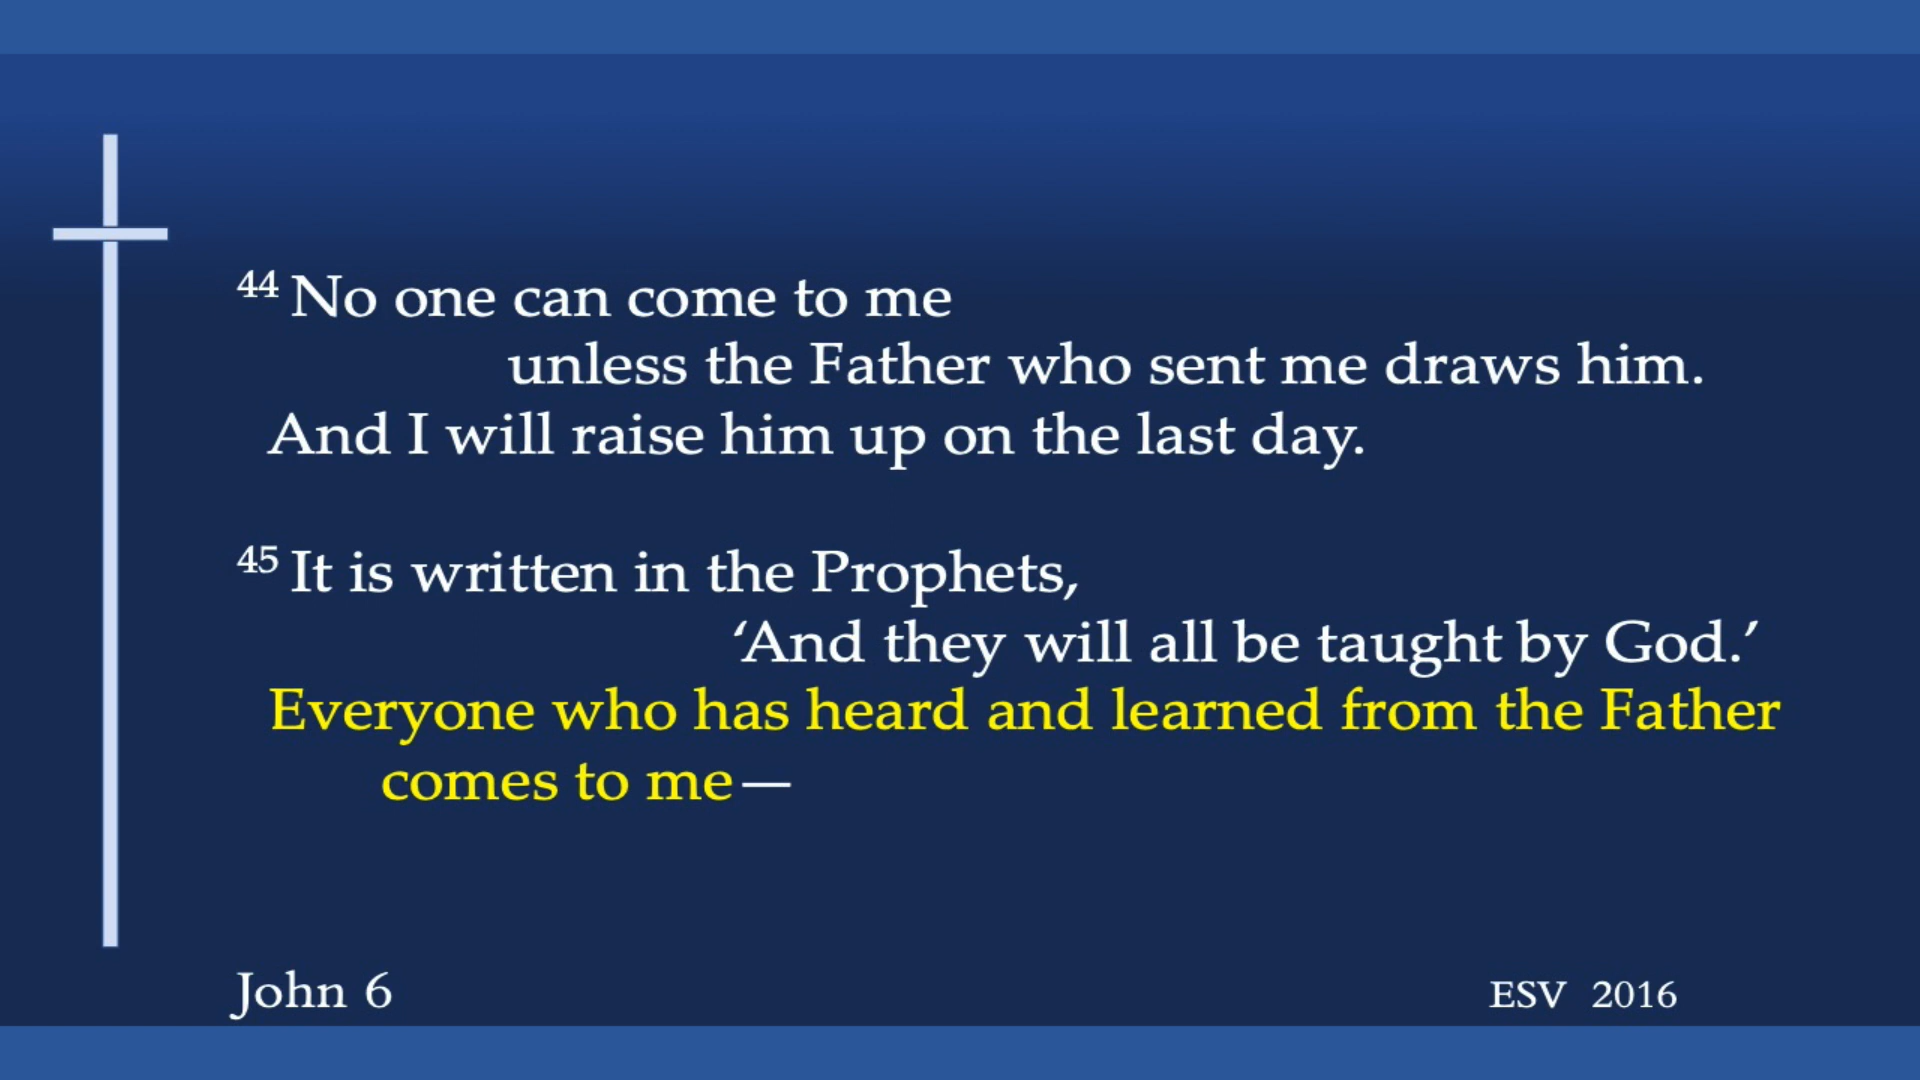 44 No one can come to me
unless the Father who sent me draws him.
And I will raise him up on the last day.
45 It is written in the Prophets,
‘And they will all be taught by God.’
Everyone who has heard and learned from the Father
comes to me—
John 6
ESV 2016